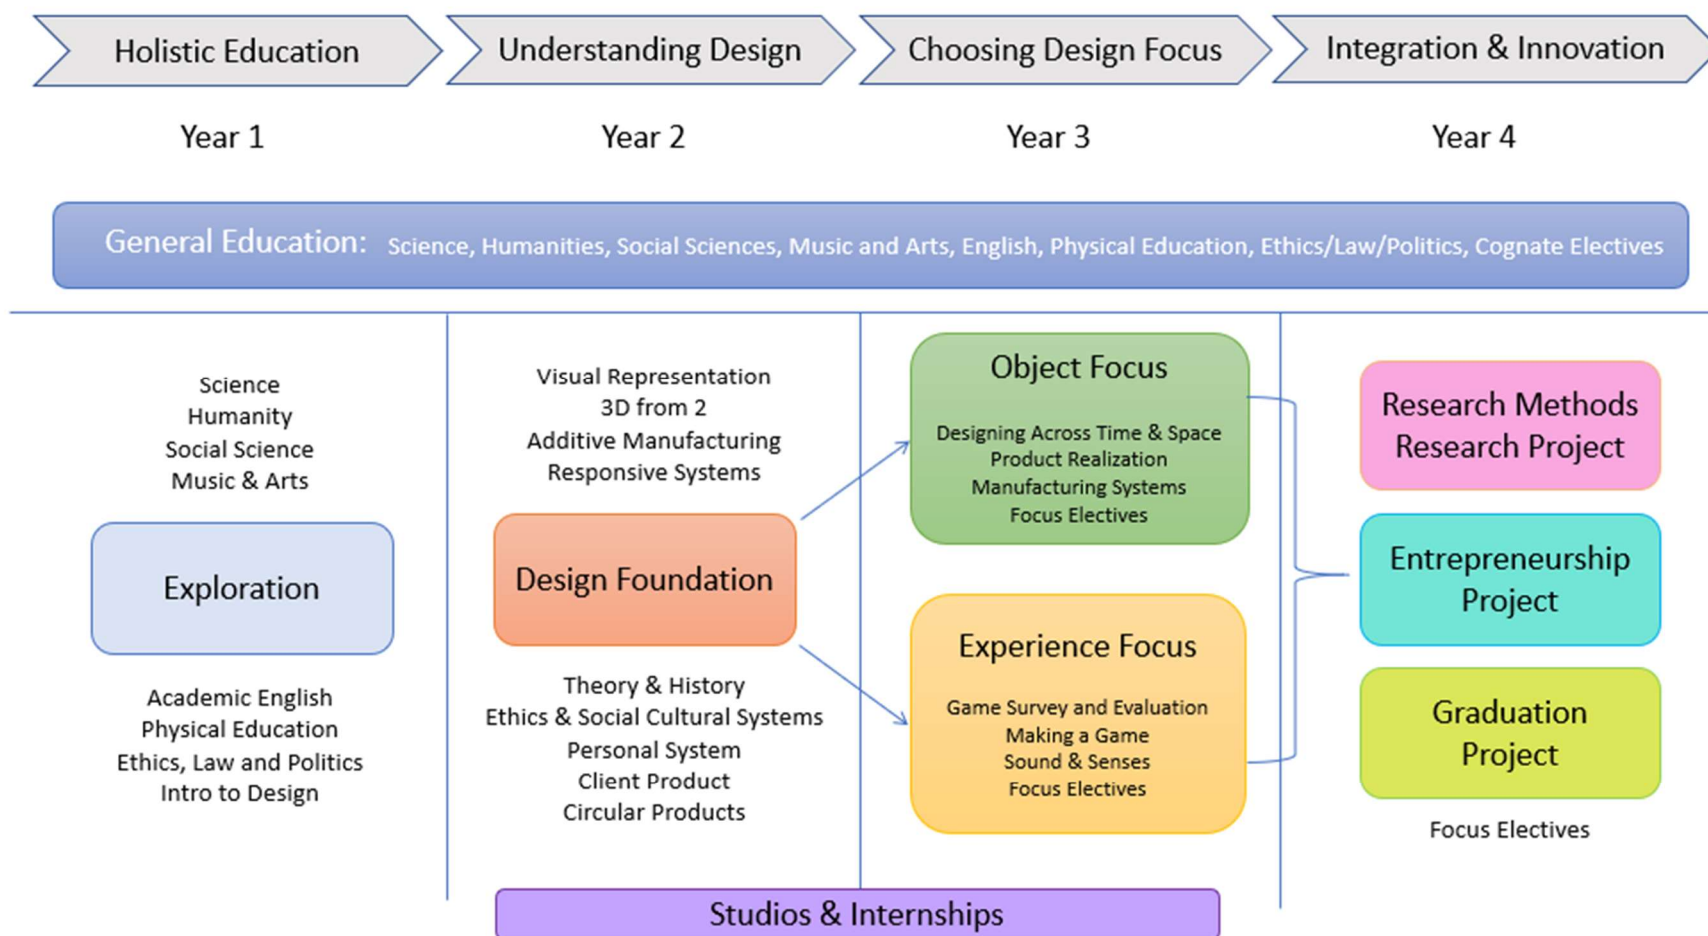 Holistic Education
Understanding Design
Choosing Design Focus
Integration & Innovation
Year 1
Year 2
Year 3
Year 4
General Education: Science, Humanities, Social Sciences, Music and Arts, English, Physical Education, Ethics/Law/Politics, Cognate Electives
Science
Humanity
Social Science
Music & Arts
Exploration
Academic English
Physical Education
Ethics, Law and Politics
Intro to Design
Visual Representation
3D from 2
Additive Manufacturing
Responsive Systems
Design Foundation
Theory & History
Ethics & Social Cultural Systems
Personal System
Client Product
Circular Products
Object Focus
Designing Across Time & Space
Product Realization
Manufacturing Systems
Focus Electives
Experience Focus
Game Survey and Evaluation
Making a Game
Sound & Senses
Focus Electives
Research Methods
Research Project
Entrepreneurship
Project
Graduation
Project
Focus Electives
Studios & Internships